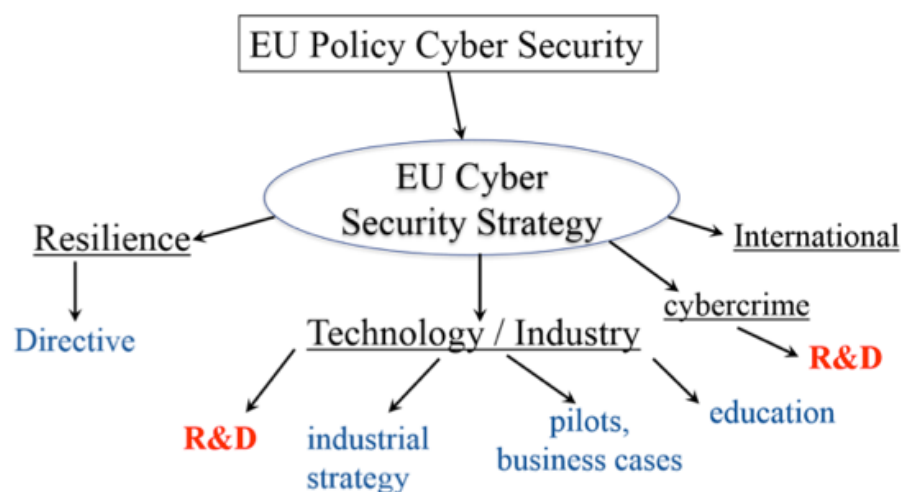 EU Policy Cyber Security
EU Cyber
Security Strategy
Resilience
International
cybercrime
Directive
Technology / Industry
R&D
R&D
industrial
strategy
pilots,
business cases
education